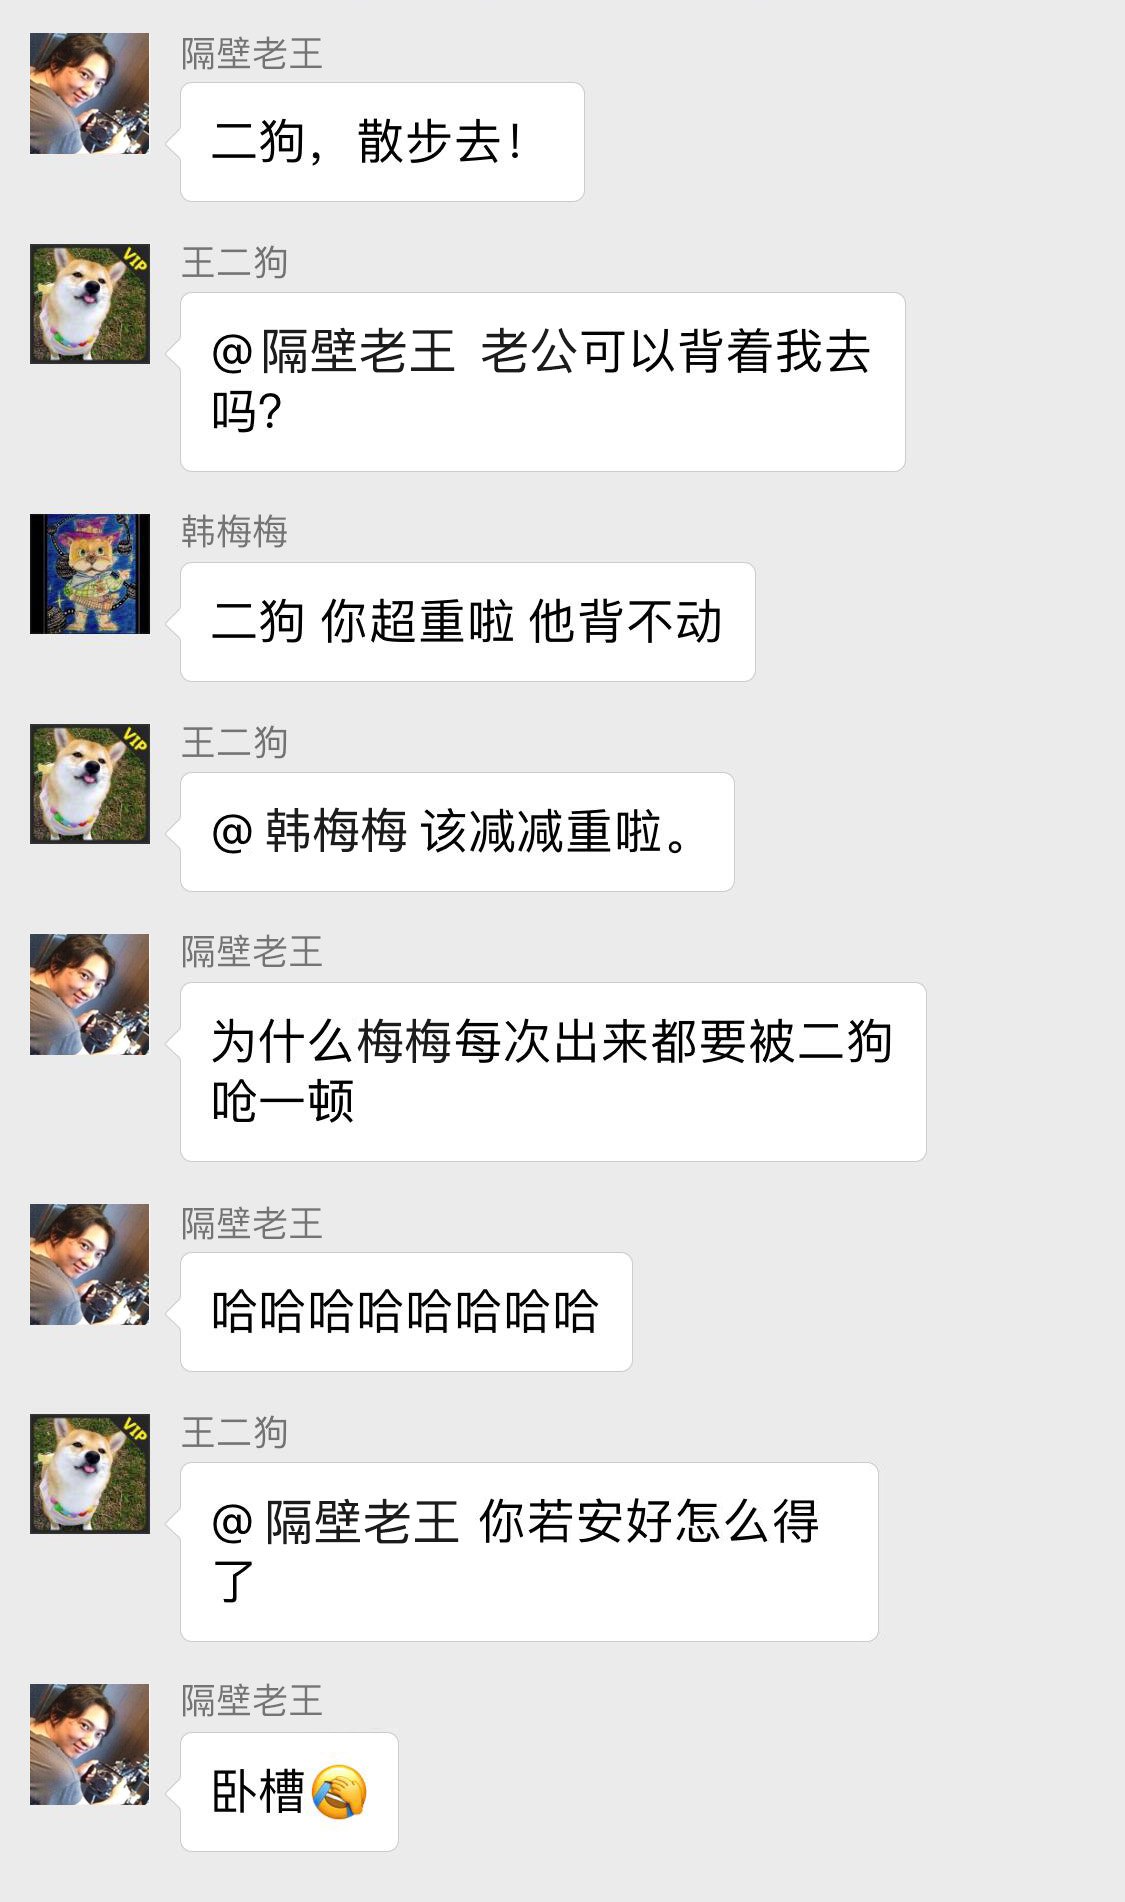 隔壁老王
二狗，散步去！
VIP
王二狗
@隔壁老王 老公可以背着我去
吗?
韩梅梅
二狗 你超重啦 他背不动
VIP
王二狗
@ 韩梅梅 该减减重啦。
隔壁老王
为什么梅梅每次出来都要被二狗
呛一顿
隔壁老王
哈哈哈哈哈哈哈哈
VIP
王二狗
@ 隔壁老王 你若安好怎么得
了
隔壁老王
卧槽🤣